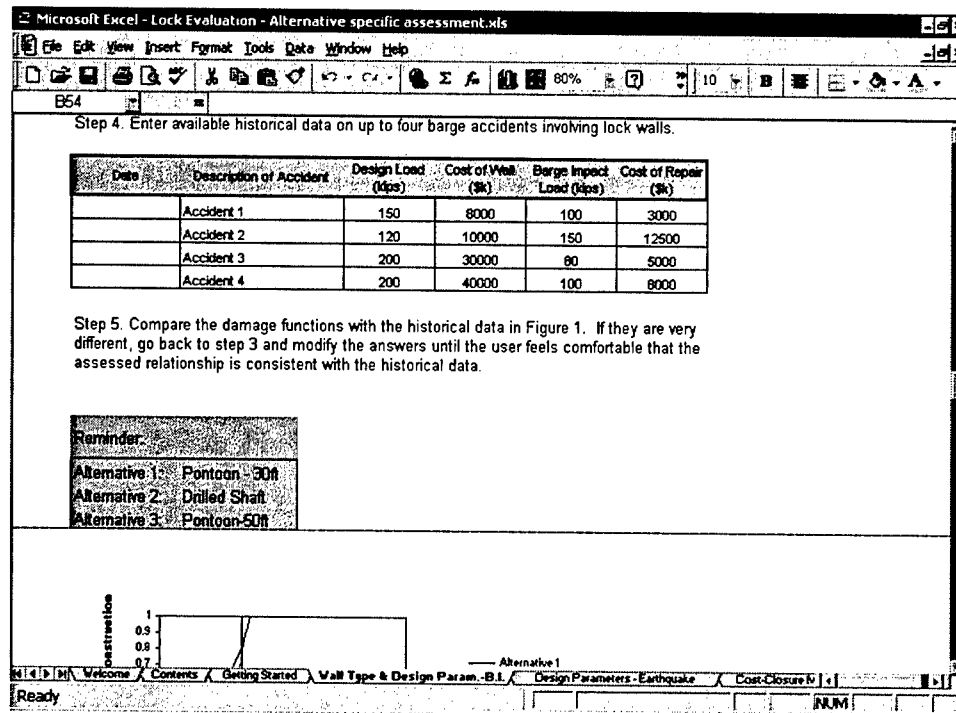 Microsoft Excel - Lock Evaluation - Alternative specific assessment.xls
File Edit View Insert Format Tools Data Window Help
80% 10 B A
B54 =
Step 4. Enter available historical data on up to four barge accidents involving lock walls.
Date Description of Accident Design Load (kips) Cost of Wall ($k) Barge Impact Load (kips) Cost of Repair ($k)
Accident 1 150 8000 100 3000
Accident 2 120 10000 150 12500
Accident 3 200 30000 80 5000
Accident 4 200 40000 100 8000
Step 5. Compare the damage functions with the historical data in Figure 1. If they are very
different, go back to step 3 and modify the answers until the user feels comfortable that the
assessed relationship is consistent with the historical data.
Reminder:
Alternative 1: Pontoon - 30ft
Alternative 2: Drilled Shaft
Alternative 3: Pontoon-50ft
onstruction
1
0.9
0.8
0.7
Alternative 1
Welcome Contents Getting Started Wall Type & Design Param.-B.I. Design Parameters - Earthquake Cost-Closure
Ready NUM